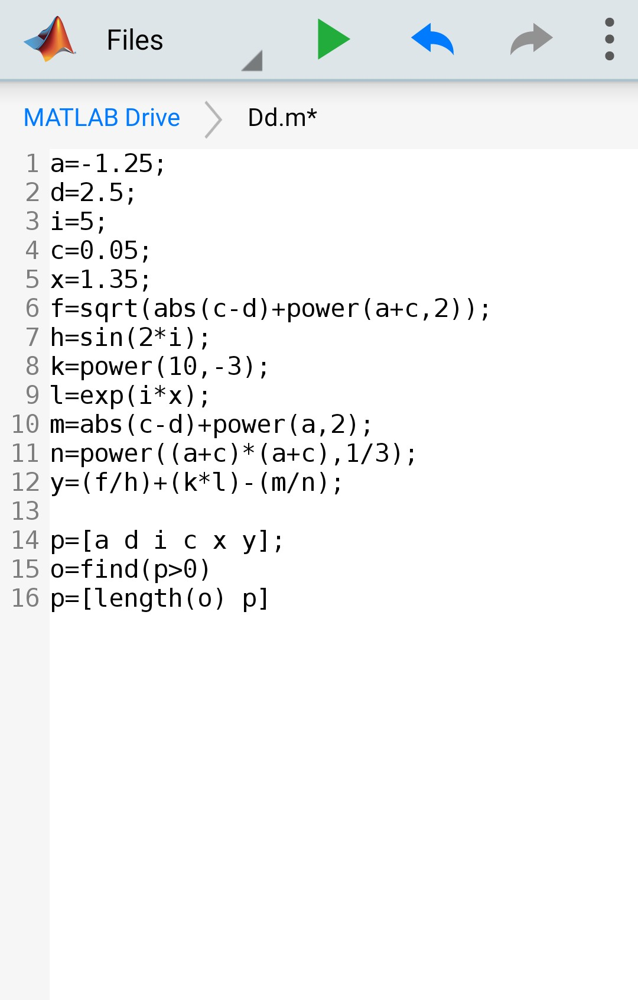 Files
MATLAB Drive Dd.m*
1 a=-1.25;
2 d=2.5;
3 i=5;
4 c=0.05;
5 x=1.35;
6 f=sqrt(abs(c-d)+power(a+c,2));
7 h=sin(2*i);
8 k=power(10,-3);
9 l=exp(i*x);
10 m=abs(c-d)+power(a,2);
11 n=power((a+c)*(a+c),1/3);
12 y=(f/h)+(k*l)-(m/n);
13
14 p=[a d i c x y];
15 o=find(p>0)
16 p=[length(o) p]